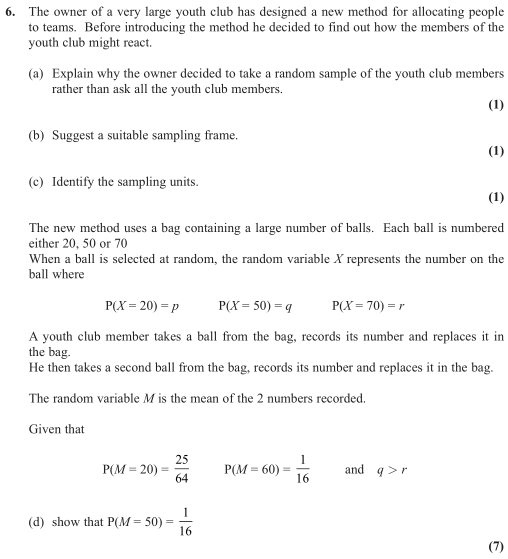 6. The owner of a very large youth club has designed a new method for allocating people
to teams. Before introducing the method he decided to find out how the members of the
youth club might react.
(a) Explain why the owner decided to take a random sample of the youth club members
rather than ask all the youth club members.
(1)
(b) Suggest a suitable sampling frame.
(1)
(c) Identify the sampling units.
(1)
The new method uses a bag containing a large number of balls. Each ball is numbered
either 20, 50 or 70
When a ball is selected at random, the random variable X represents the number on the
ball where
P(X = 20) = p P(X = 50) = q P(X = 70) = r
A youth club member takes a ball from the bag, records its number and replaces it in
the bag.
He then takes a second ball from the bag, records its number and replaces it in the bag.
The random variable M is the mean of the 2 numbers recorded.
Given that
P(M = 20) = 25/64 P(M = 60) = 1/16 and q > r
(d) show that P(M = 50) = 1/16
(7)